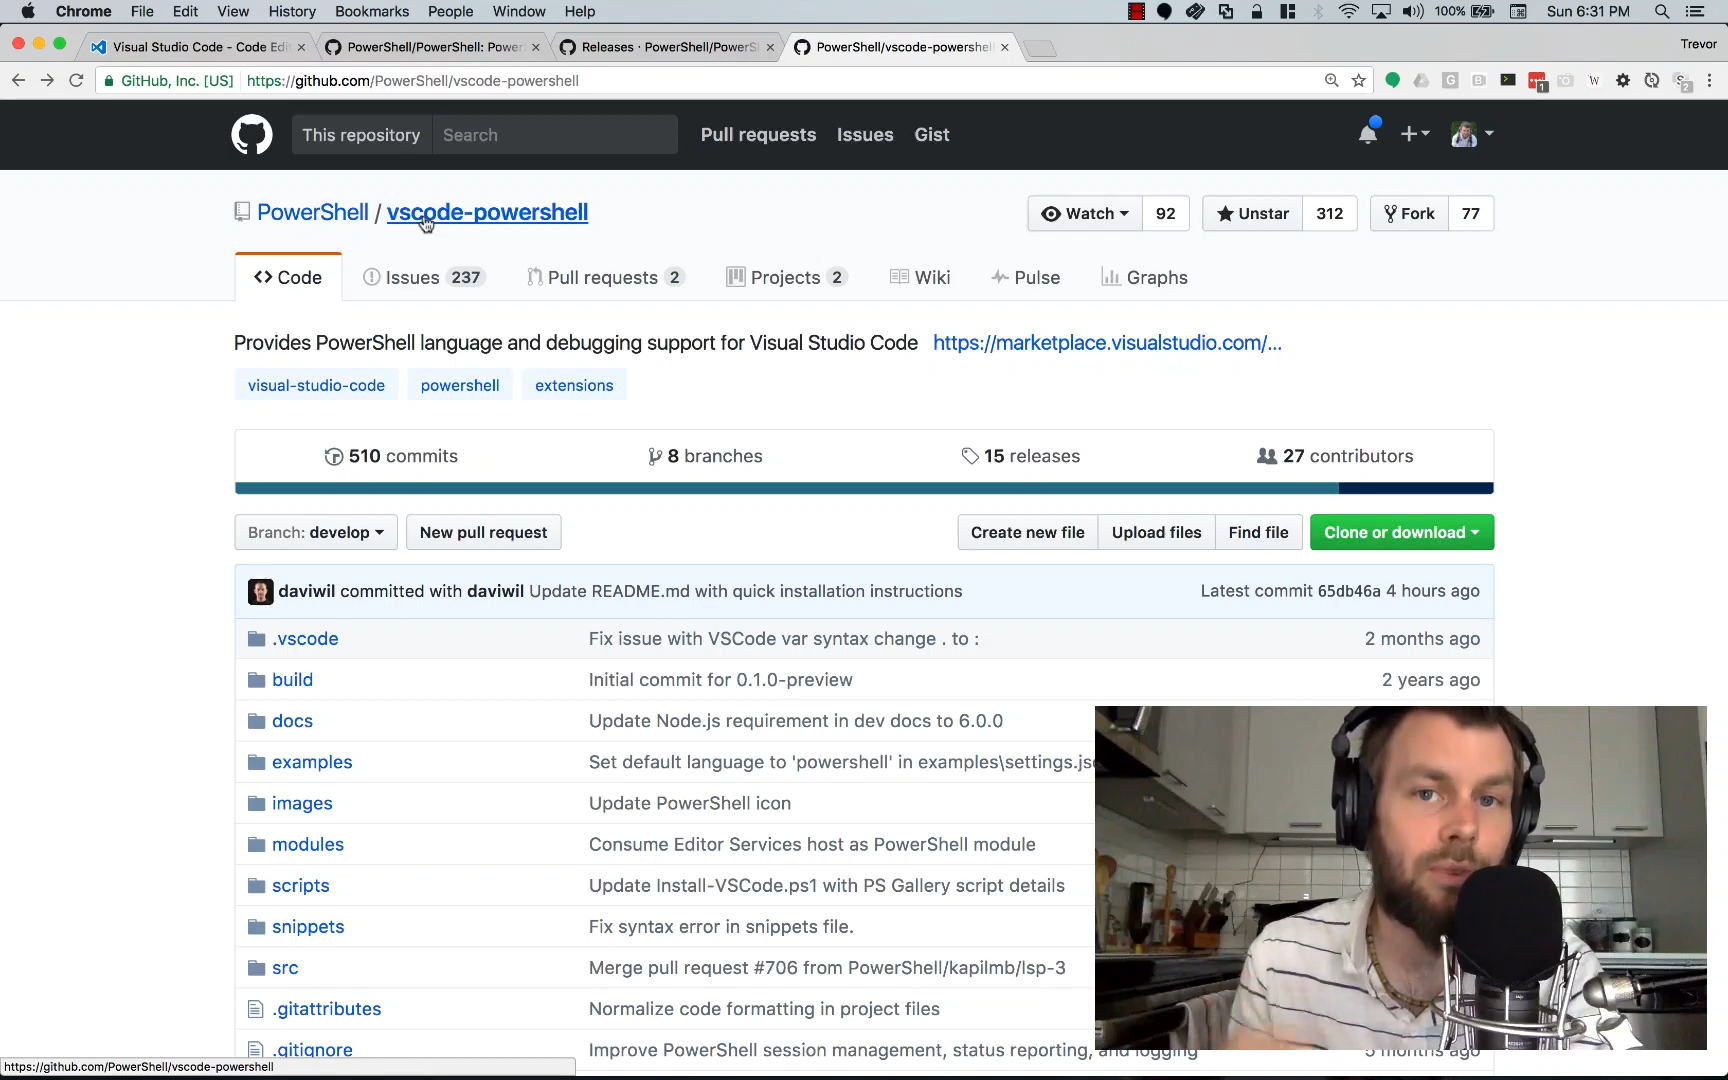 Chrome File Edit View History Bookmarks People Window Help 100% Sun 6:31 PM
Visual Studio Code - Code Edi PowerShell/PowerShell: Power Releases · PowerShell/PowerS PowerShell/vscode-powershell Trevor
GitHub, Inc. [US] https://github.com/PowerShell/vscode-powershell
This repository Search Pull requests Issues Gist
PowerShell / vscode-powershell Watch 92 Unstar 312 Fork 77
Code Issues 237 Pull requests 2 Projects 2 Wiki Pulse Graphs
Provides PowerShell language and debugging support for Visual Studio Code https://marketplace.visualstudio.com/...
visual-studio-code powershell extensions
510 commits 8 branches 15 releases 27 contributors
Branch: develop New pull request Create new file Upload files Find file Clone or download
daviwil committed with daviwil Update README.md with quick installation instructions Latest commit 65db46a 4 hours ago
.vscode Fix issue with VSCode var syntax change . to : 2 months ago
build Initial commit for 0.1.0-preview 2 years ago
docs Update Node.js requirement in dev docs to 6.0.0
examples Set default language to 'powershell' in examples\settings.js
images Update PowerShell icon
modules Consume Editor Services host as PowerShell module
scripts Update Install-VSCode.ps1 with PS Gallery script details
snippets Fix syntax error in snippets file.
src Merge pull request #706 from PowerShell/kapilmb/lsp-3
.gitattributes Normalize code formatting in project files
.gitignore Improve PowerShell session management, status reporting, and logging 5 months ago
https://github.com/PowerShell/vscode-powershell